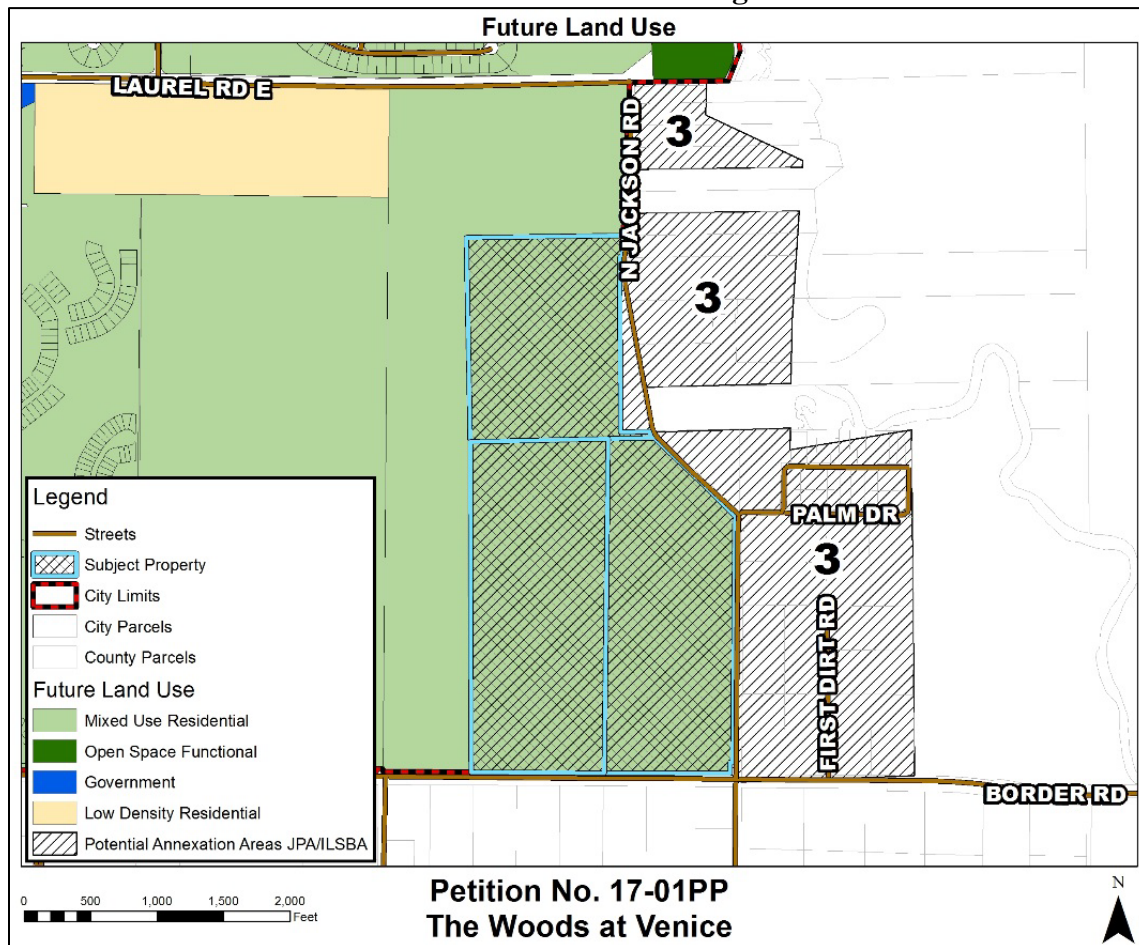 Future Land Use
LAUREL RD E
N JACKSON RD
3
3
PALM DR
3
FIRST DIRT RD
BORDER RD
Legend
Streets
Subject Property
City Limits
City Parcels
County Parcels
Future Land Use
Mixed Use Residential
Open Space Functional
Government
Low Density Residential
Potential Annexation Areas JPA/ILSBA
0 500 1,000 1,500 2,000
Feet
Petition No. 17-01PP
The Woods at Venice
N